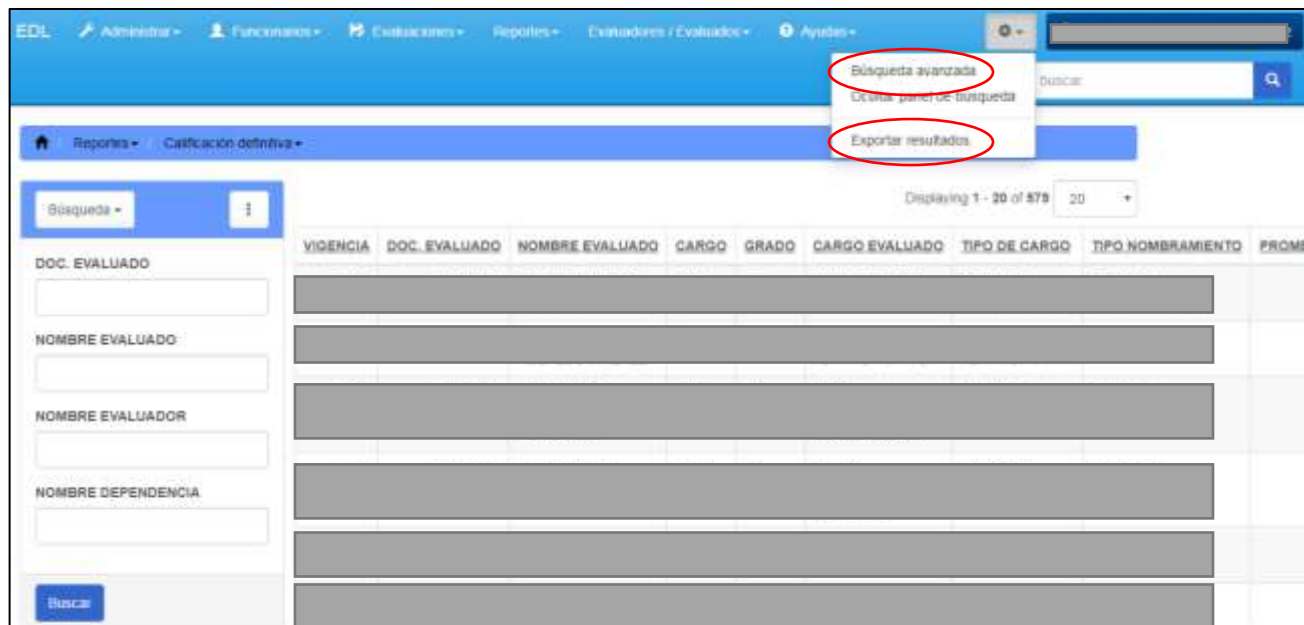 EDL Administrar Funcionarios Evaluaciones Reportes Evaluadores / Evaluados Ayudas
Búsqueda avanzada
buscar
Ocultar panel de busqueda
Exportar resultados
Reportes Calificación definitiva
Búsqueda
Displaying 1 - 20 of 579 20
VIGENCIA DOC. EVALUADO NOMBRE EVALUADO CARGO GRADO CARGO EVALUADO TIPO DE CARGO TIPO NOMBRAMIENTO PROME
DOC. EVALUADO
NOMBRE EVALUADO
NOMBRE EVALUADOR
NOMBRE DEPENDENCIA
Buscar